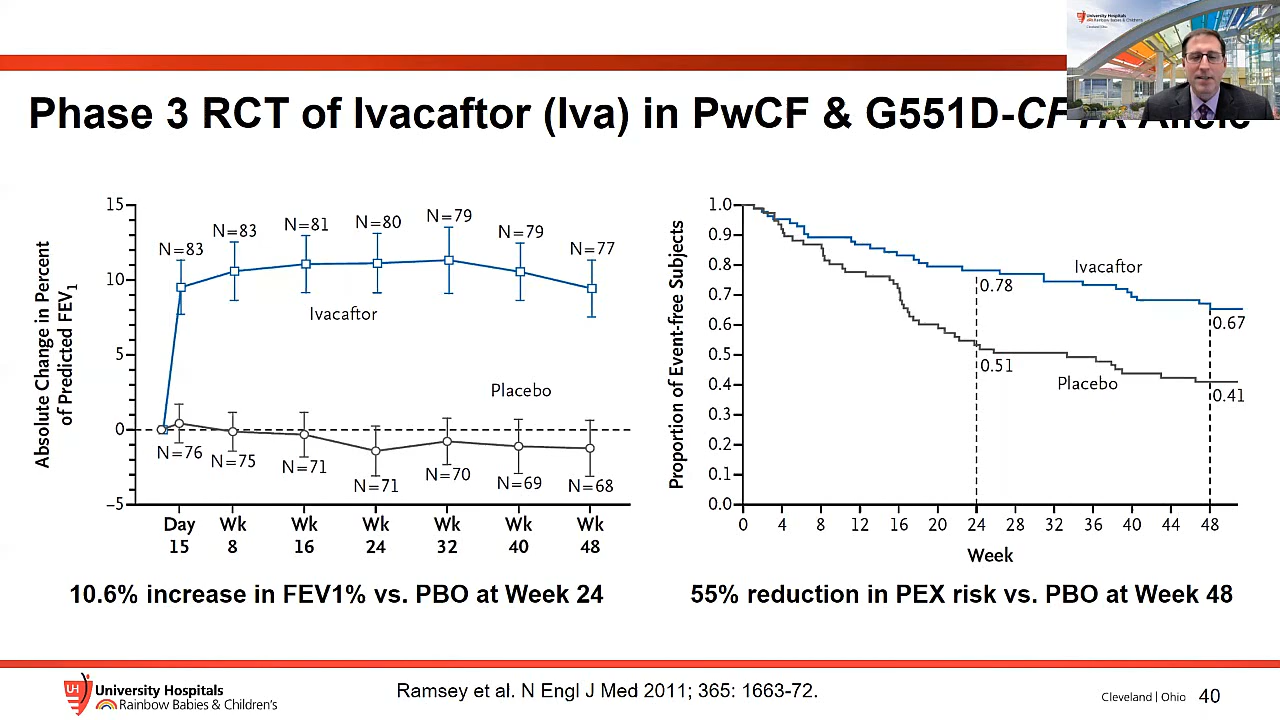 University Hospitals
Rainbow Babies & Children's
Phase 3 RCT of Ivacaftor (Iva) in PwCF & G551D-
15
10
5
0
–5
Absolute Change in Percent
of Predicted FEV1
N=83
N=83
N=81
N=80
N=79
N=79
N=77
Ivacaftor
Placebo
N=76
N=75
N=71
N=71
N=70
N=69
N=68
Day
15
Wk
8
Wk
16
Wk
24
Wk
32
Wk
40
Wk
48
10.6% increase in FEV1% vs. PBO at Week 24
Proportion of Event-free Subjects
1.0
0.9
0.8
0.7
0.6
0.5
0.4
0.3
0.2
0.1
0.0
Ivacaftor
0.78
0.67
0.51
Placebo
0.41
0 4 8 12 16 20 24 28 32 36 40 44 48
Week
55% reduction in PEX risk vs. PBO at Week 48
UH
University Hospitals
Rainbow Babies & Children's
Ramsey et al. N Engl J Med 2011; 365: 1663-72.
Cleveland | Ohio 40